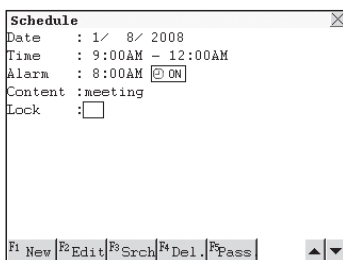 Schedule
Date : 1/ 8/ 2008
Time : 9:00AM - 12:00AM
Alarm : 8:00AM ON
Content :meeting
Lock :
F1 New F2 Edit F3 Srch F4 Del. F5 Pass.